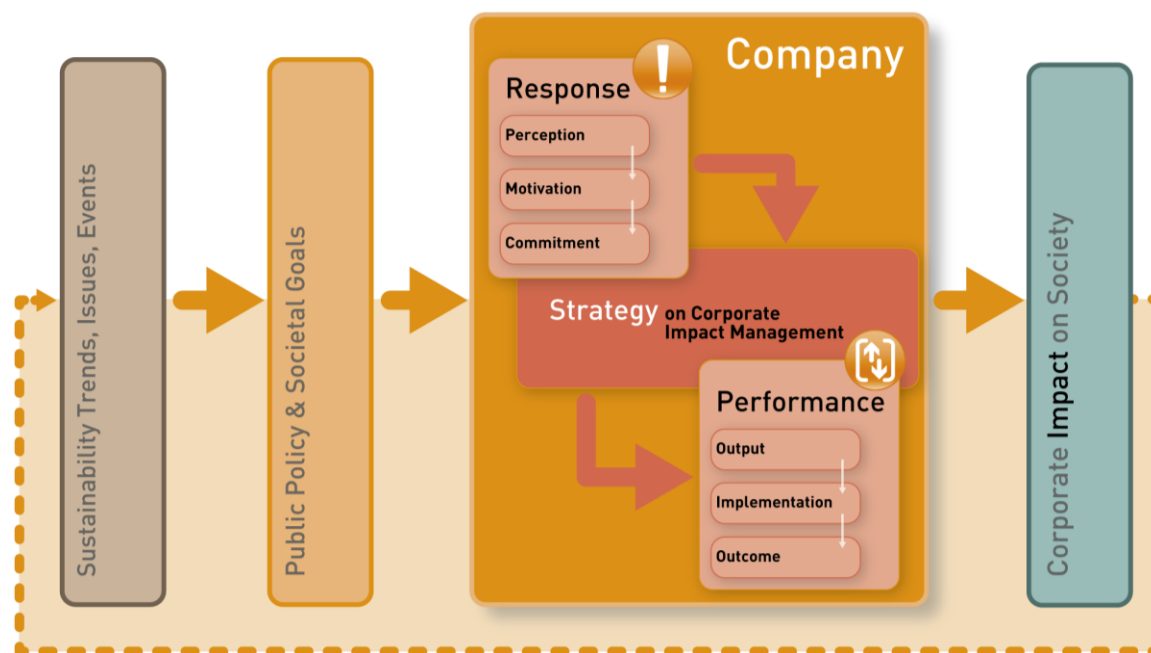 Sustainability Trends, Issues, Events
Public Policy & Societal Goals
Company
Response
Perception
Motivation
Commitment
Strategy on Corporate
Impact Management
Performance
Output
Implementation
Outcome
Corporate Impact on Society